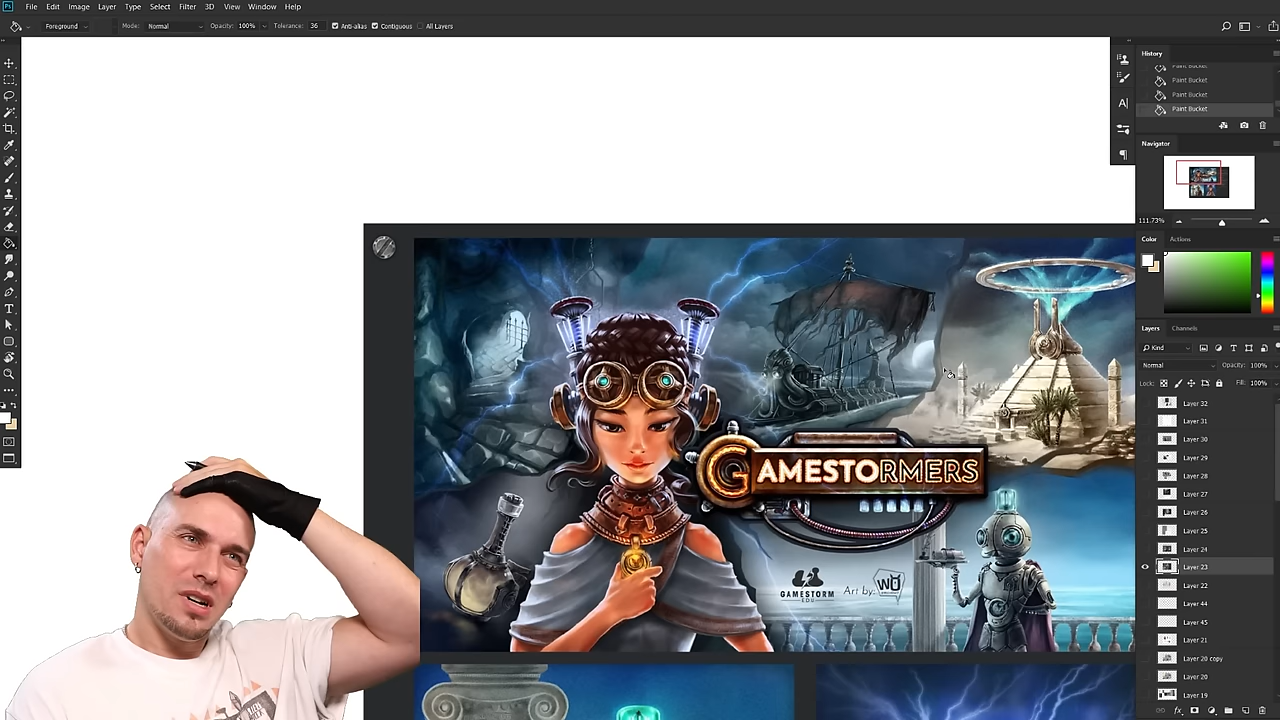 File Edit Image Layer Type Select Filter 3D View Window Help
Foreground Mode: Normal Opacity: 100% Tolerance: 36 Anti-alias Contiguous All Layers
History
Paint Bucket
Paint Bucket
Paint Bucket
Paint Bucket
Navigator
111.73%
Color Actions
Layers Channels
Kind
Normal Opacity: 100%
Lock: Fill: 100%
Layer 32
Layer 31
Layer 30
Layer 29
Layer 28
Layer 27
Layer 26
Layer 25
Layer 24
Layer 23
Layer 22
Layer 44
Layer 45
Layer 21
Layer 20 copy
Layer 20
Layer 19
GAMESTORMERS
GAMESTORM
EDU
Art by: